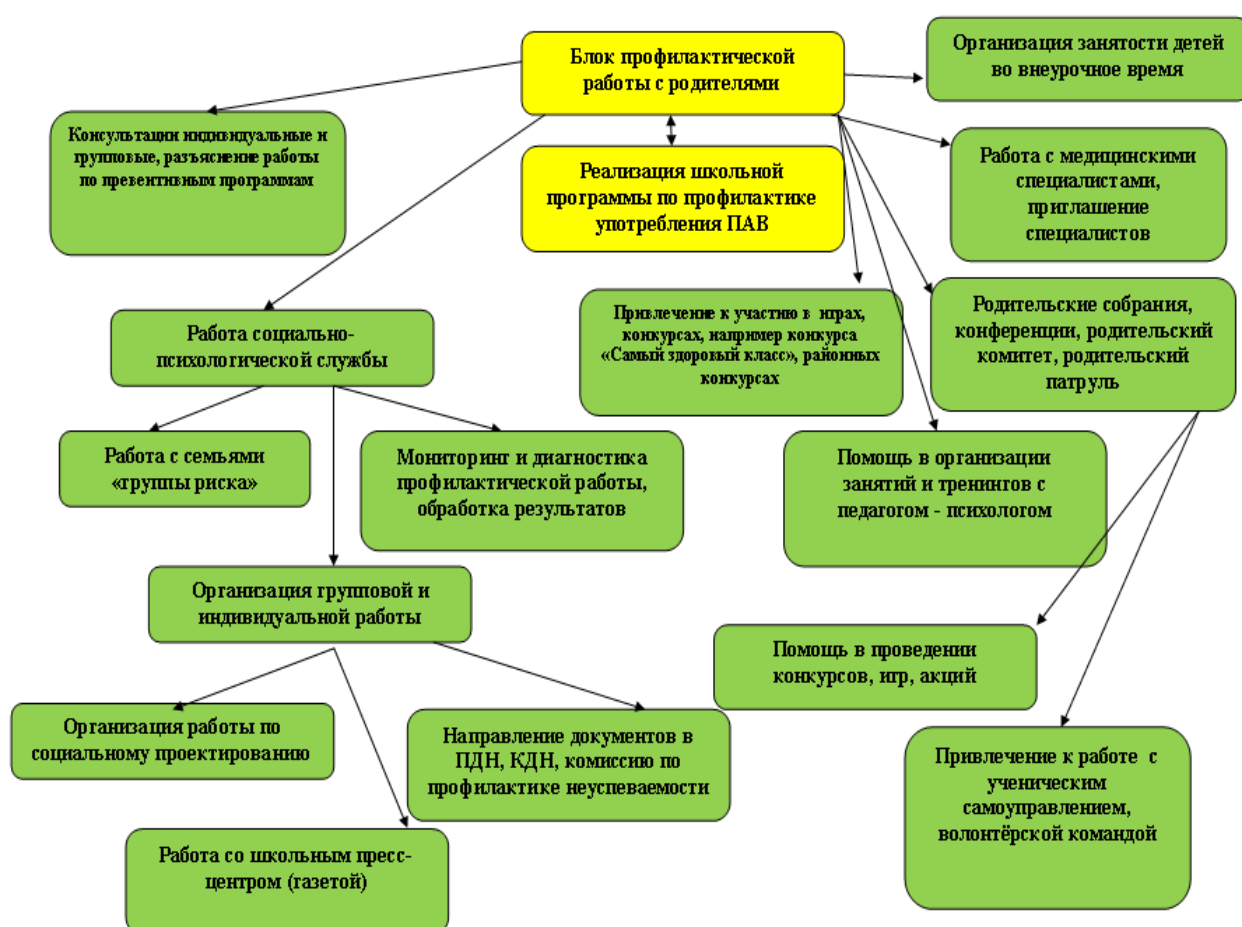 Блок профилактической
работы с родителями
Организация занятости детей
во внеурочное время
Консультации индивидуальные и
групповые, разъяснение работы
по превентивным программам
Реализация школьной
программы по профилактике
употребления ПАВ
Работа с медицинскими
специалистами,
приглашение
специалистов
Работа социально-
психологической службы
Привлечение к участию в играх,
конкурсах, например конкурса
«Самый здоровый класс», районных
конкурсах
Родительские собрания,
конференции, родительский
комитет, родительский
патруль
Работа с семьями
«группы риска»
Мониторинг и диагностика
профилактической работы,
обработка результатов
Помощь в организации
занятий и тренингов с
педагогом - психологом
Организация групповой и
индивидуальной работы
Помощь в проведении
конкурсов, игр, акций
Организация работы по
социальному проектированию
Направление документов в
ПДН, КДН, комиссию по
профилактике неуспеваемости
Привлечение к работе с
ученическим
самоуправлением,
волонтёрской командой
Работа со школьным пресс-
центром (газетой)